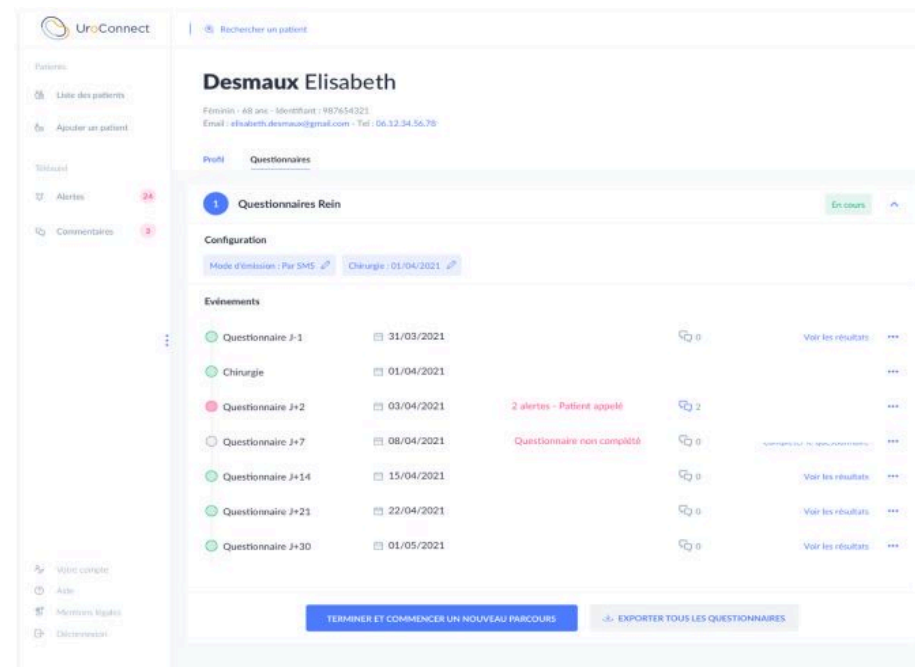 UroConnect
Rechercher un patient
Patients
Liste des patients
Ajouter un patient
Télésuivi
Alertes 24
Commentaires 2
Desmaux Elisabeth
Féminin - 68 ans - Identifiant : 987654321
Email : elisabeth.desmaux@gmail.com - Tel : 06.12.34.56.78
Profil Questionnaires
1 Questionnaires Rein En cours
Configuration
Mode d'émission : Par SMS Chirurgie : 01/04/2021
Evénements
Questionnaire J-1 31/03/2021 0 Voir les résultats
Chirurgie 01/04/2021
Questionnaire J+2 03/04/2021 2 alertes - Patient appelé 2
Questionnaire J+7 08/04/2021 Questionnaire non complété 0 Compléter le questionnaire
Questionnaire J+14 15/04/2021 0 Voir les résultats
Questionnaire J+21 22/04/2021 0 Voir les résultats
Questionnaire J+30 01/05/2021 0 Voir les résultats
Votre compte
Aide
Mentions légales
Déconnexion
TERMINER ET COMMENCER UN NOUVEAU PARCOURS EXPORTER TOUS LES QUESTIONNAIRES